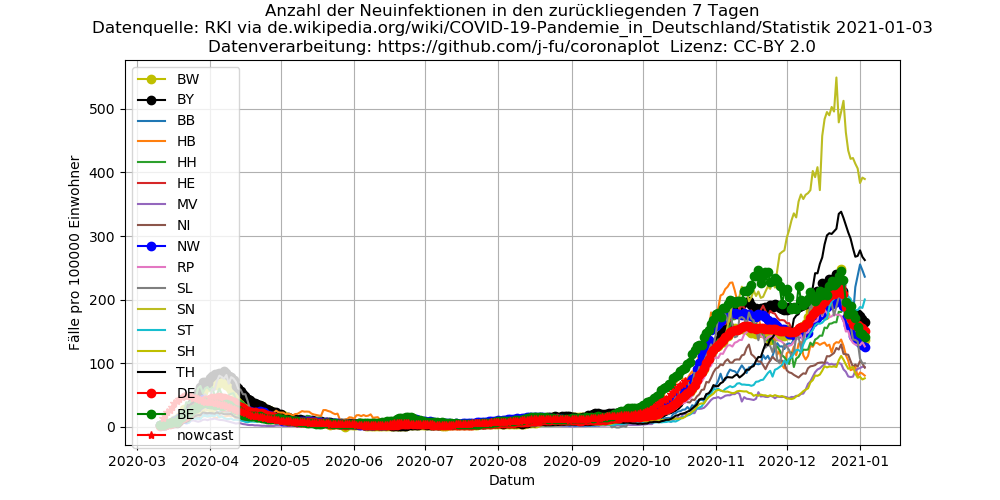 Anzahl der Neuinfektionen in den zurückliegenden 7 Tagen
Datenquelle: RKI via de.wikipedia.org/wiki/COVID-19-Pandemie_in_Deutschland/Statistik 2021-01-03
Datenverarbeitung: https://github.com/j-fu/coronaplot  Lizenz: CC-BY 2.0
Fälle pro 100000 Einwohner
500
400
300
200
100
0
BW
BY
BB
HB
HH
HE
MV
NI
NW
RP
SL
SN
ST
SH
TH
DE
BE
nowcast
2020-03 2020-04 2020-05 2020-06 2020-07 2020-08 2020-09 2020-10 2020-11 2020-12 2021-01
Datum